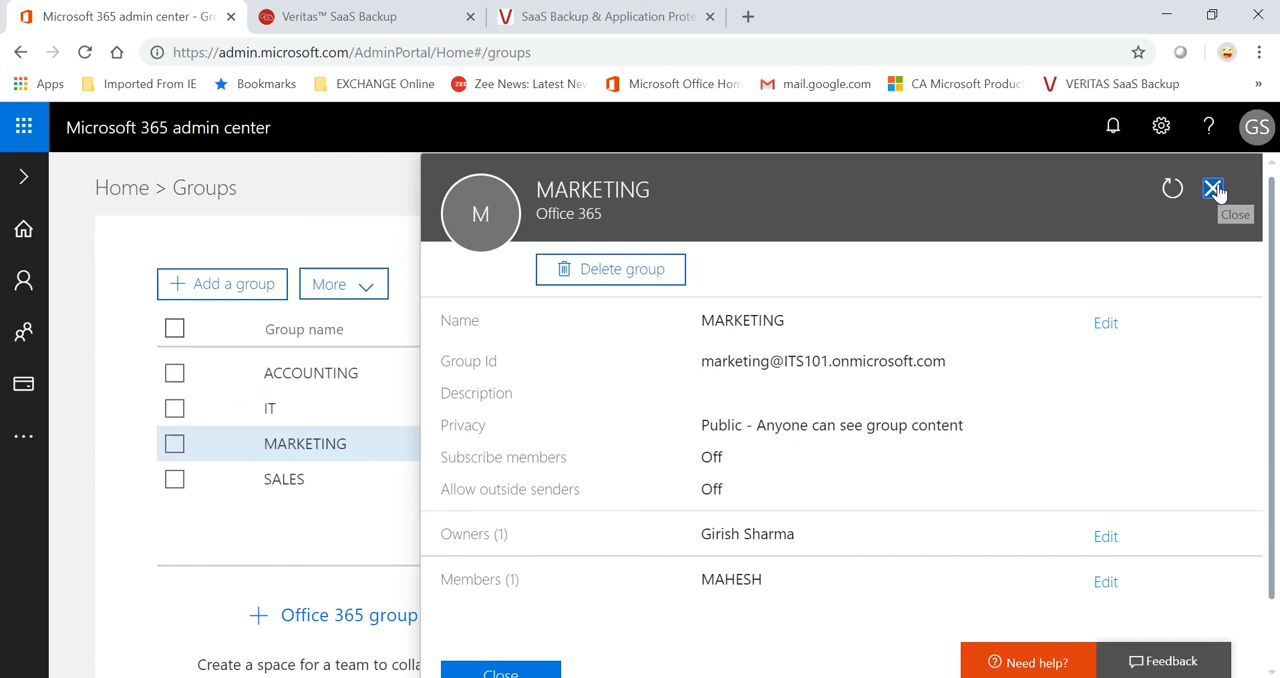 Microsoft 365 admin center - Gro
Veritas™ SaaS Backup
SaaS Backup & Application Prote
https://admin.microsoft.com/AdminPortal/Home#/groups
Apps
Imported From IE
Bookmarks
EXCHANGE Online
Zee News: Latest Nev
Microsoft Office Hom
mail.google.com
CA Microsoft Product
VERITAS SaaS Backup
»
Microsoft 365 admin center
?
GS
Home > Groups
M
MARKETING
Office 365
Close
Delete group
Add a group
More
Group name
ACCOUNTING
IT
MARKETING
SALES
Office 365 group
Create a space for a team to colla
Name
MARKETING
Edit
Group Id
marketing@ITS101.onmicrosoft.com
Description
Privacy
Public - Anyone can see group content
Subscribe members
Off
Allow outside senders
Off
Owners (1)
Girish Sharma
Edit
Members (1)
MAHESH
Edit
Close
Need help?
Feedback